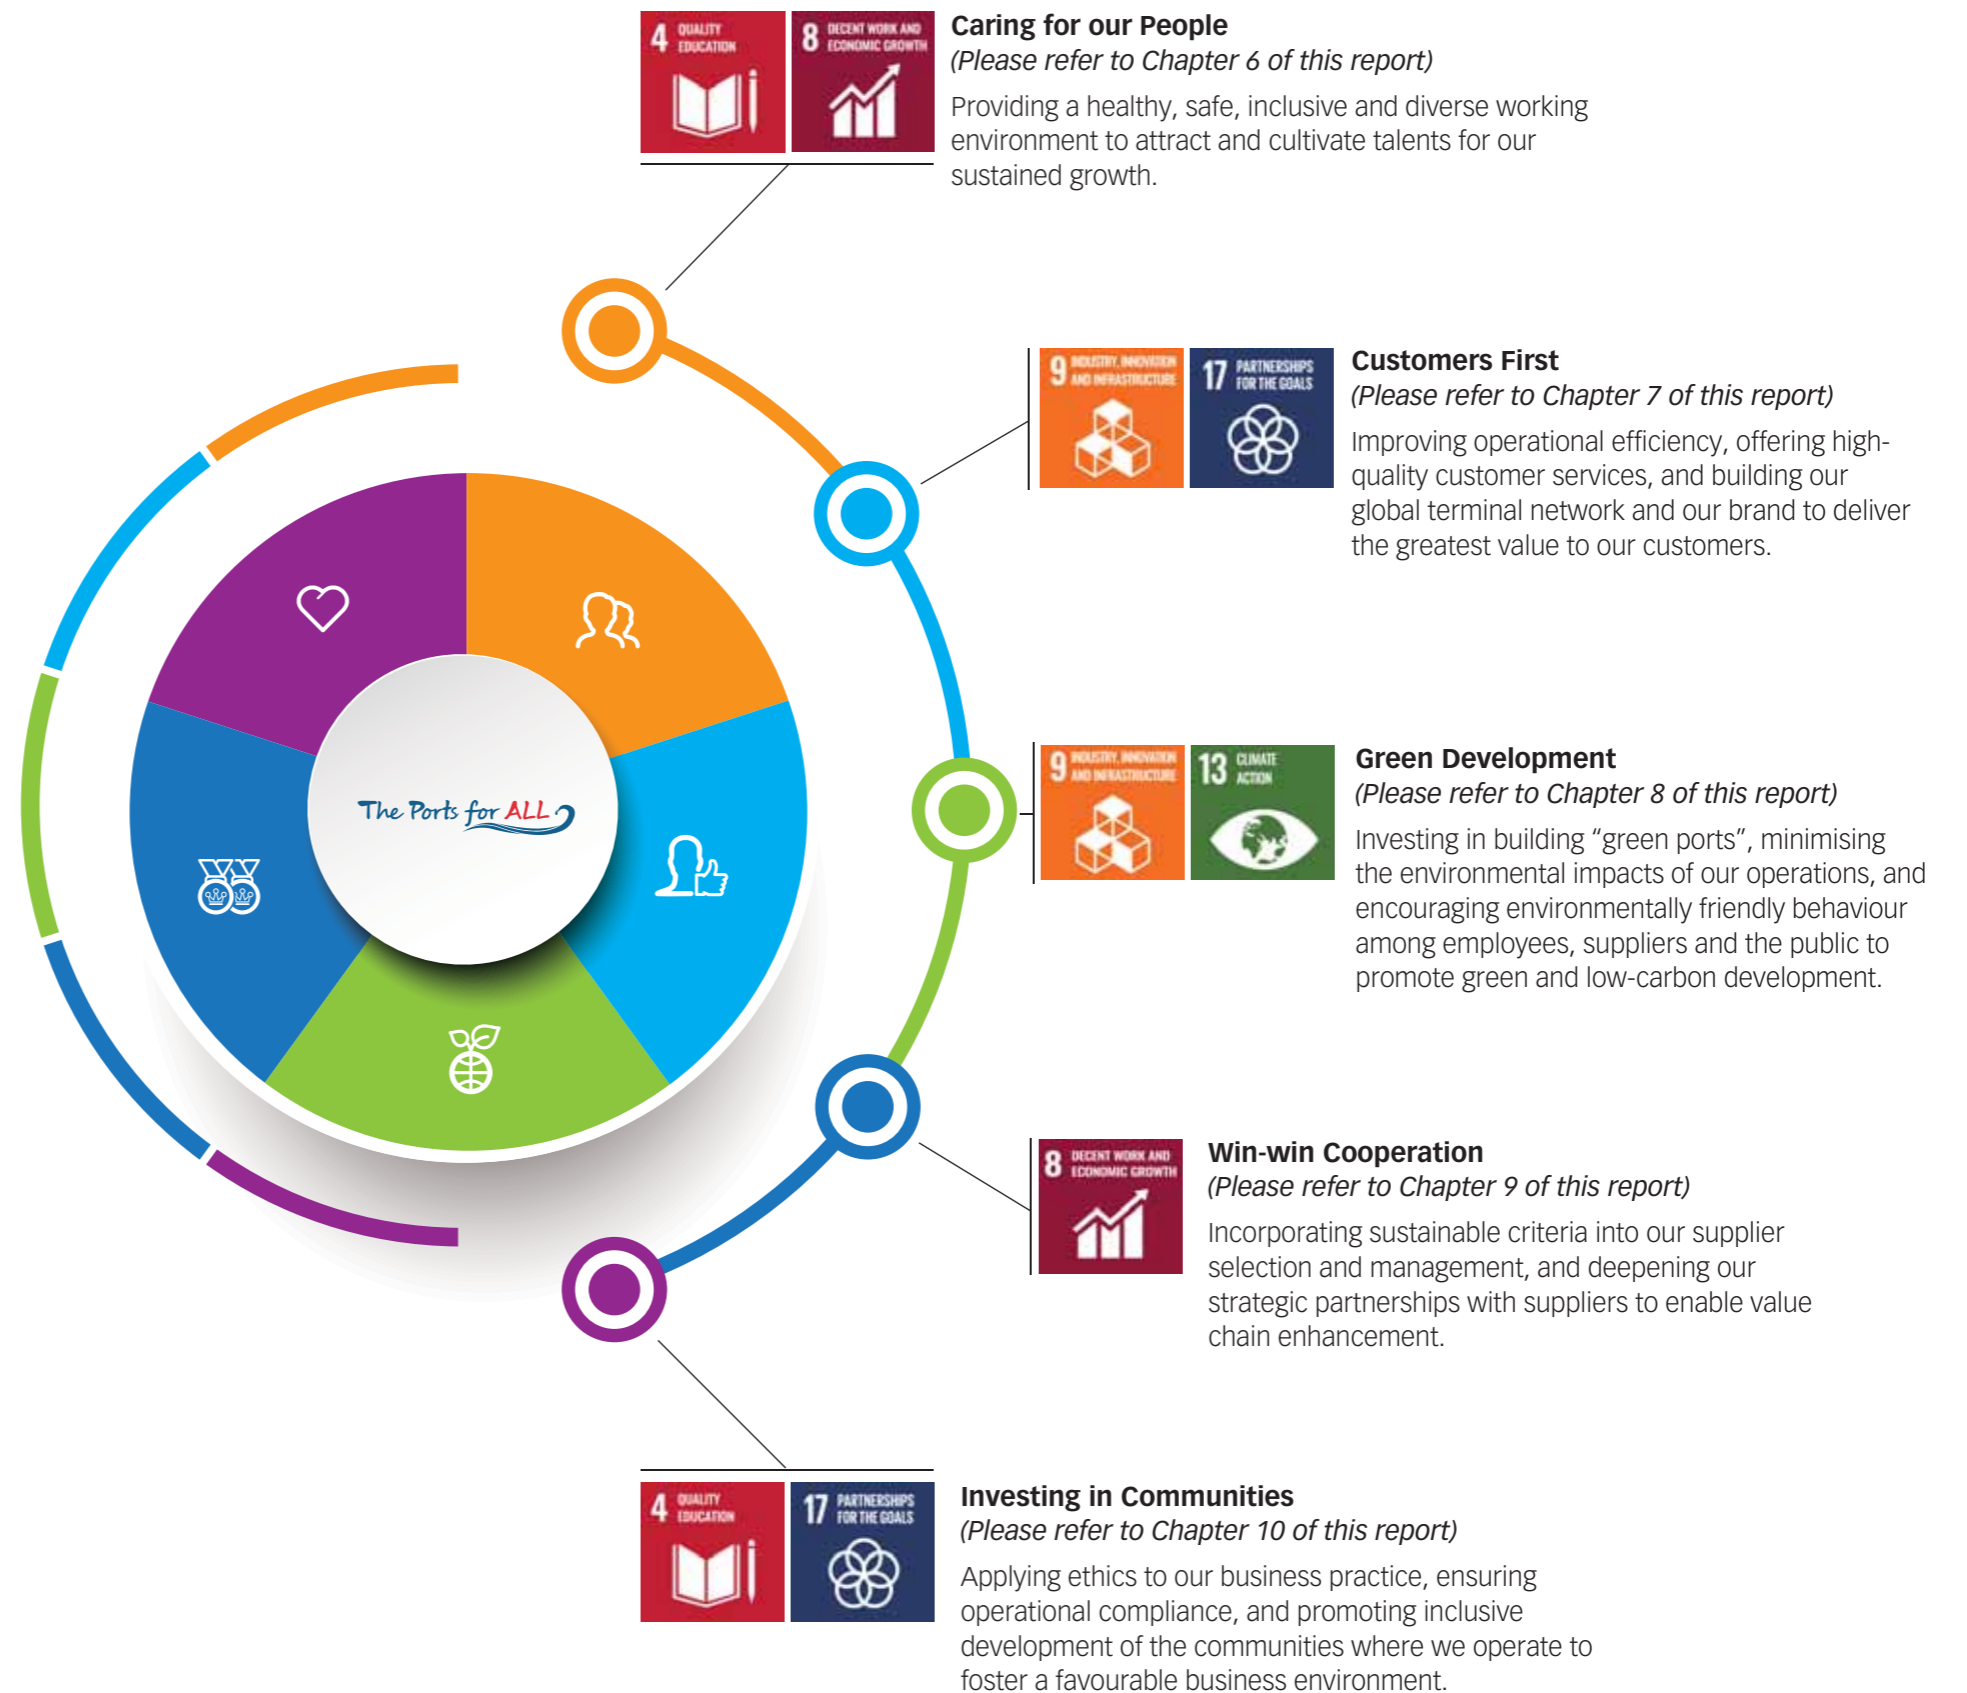 4 QUALITY
EDUCATION
8 DECENT WORK AND
ECONOMIC GROWTH
Caring for our People
(Please refer to Chapter 6 of this report)
Providing a healthy, safe, inclusive and diverse working
environment to attract and cultivate talents for our
sustained growth.
9 INDUSTRY, INNOVATION
AND INFRASTRUCTURE
17 PARTNERSHIPS
FOR THE GOALS
Customers First
(Please refer to Chapter 7 of this report)
Improving operational efficiency, offering high-
quality customer services, and building our
global terminal network and our brand to deliver
the greatest value to our customers.
The Ports for ALL
9 INDUSTRY, INNOVATION
AND INFRASTRUCTURE
13 CLIMATE
ACTION
Green Development
(Please refer to Chapter 8 of this report)
Investing in building “green ports”, minimising
the environmental impacts of our operations, and
encouraging environmentally friendly behaviour
among employees, suppliers and the public to
promote green and low-carbon development.
8 DECENT WORK AND
ECONOMIC GROWTH
Win-win Cooperation
(Please refer to Chapter 9 of this report)
Incorporating sustainable criteria into our supplier
selection and management, and deepening our
strategic partnerships with suppliers to enable value
chain enhancement.
4 QUALITY
EDUCATION
17 PARTNERSHIPS
FOR THE GOALS
Investing in Communities
(Please refer to Chapter 10 of this report)
Applying ethics to our business practice, ensuring
operational compliance, and promoting inclusive
development of the communities where we operate to
foster a favourable business environment.